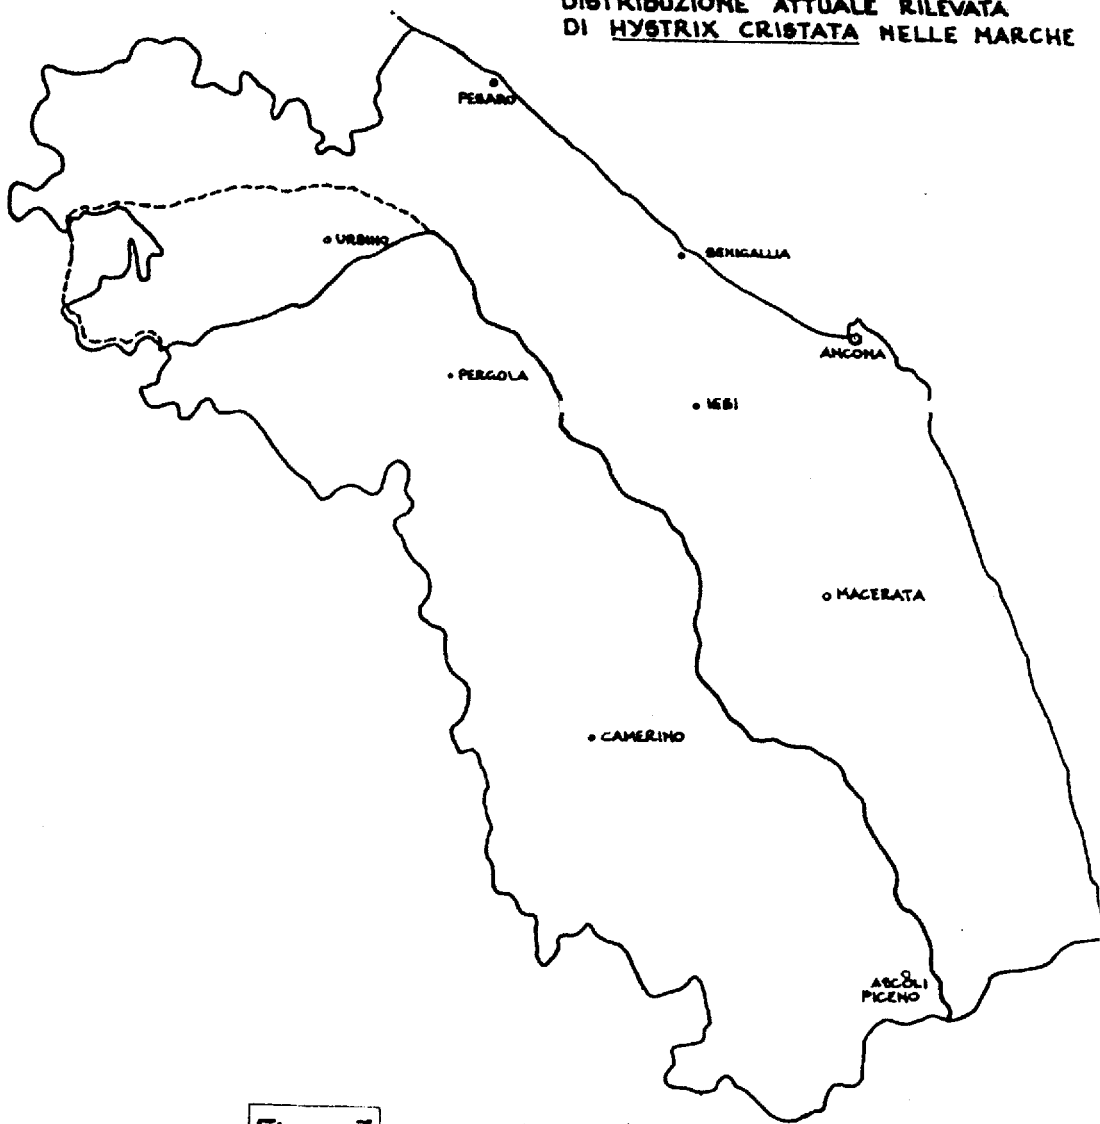 DISTRIBUZIONE ATTUALE RILEVATA
DI HYSTRIX CRISTATA NELLE MARCHE
PESARO
URBINO
SENIGALLIA
ANCONA
PERGOLA
IESI
MACERATA
CAMERINO
ASCOLI
PICENO